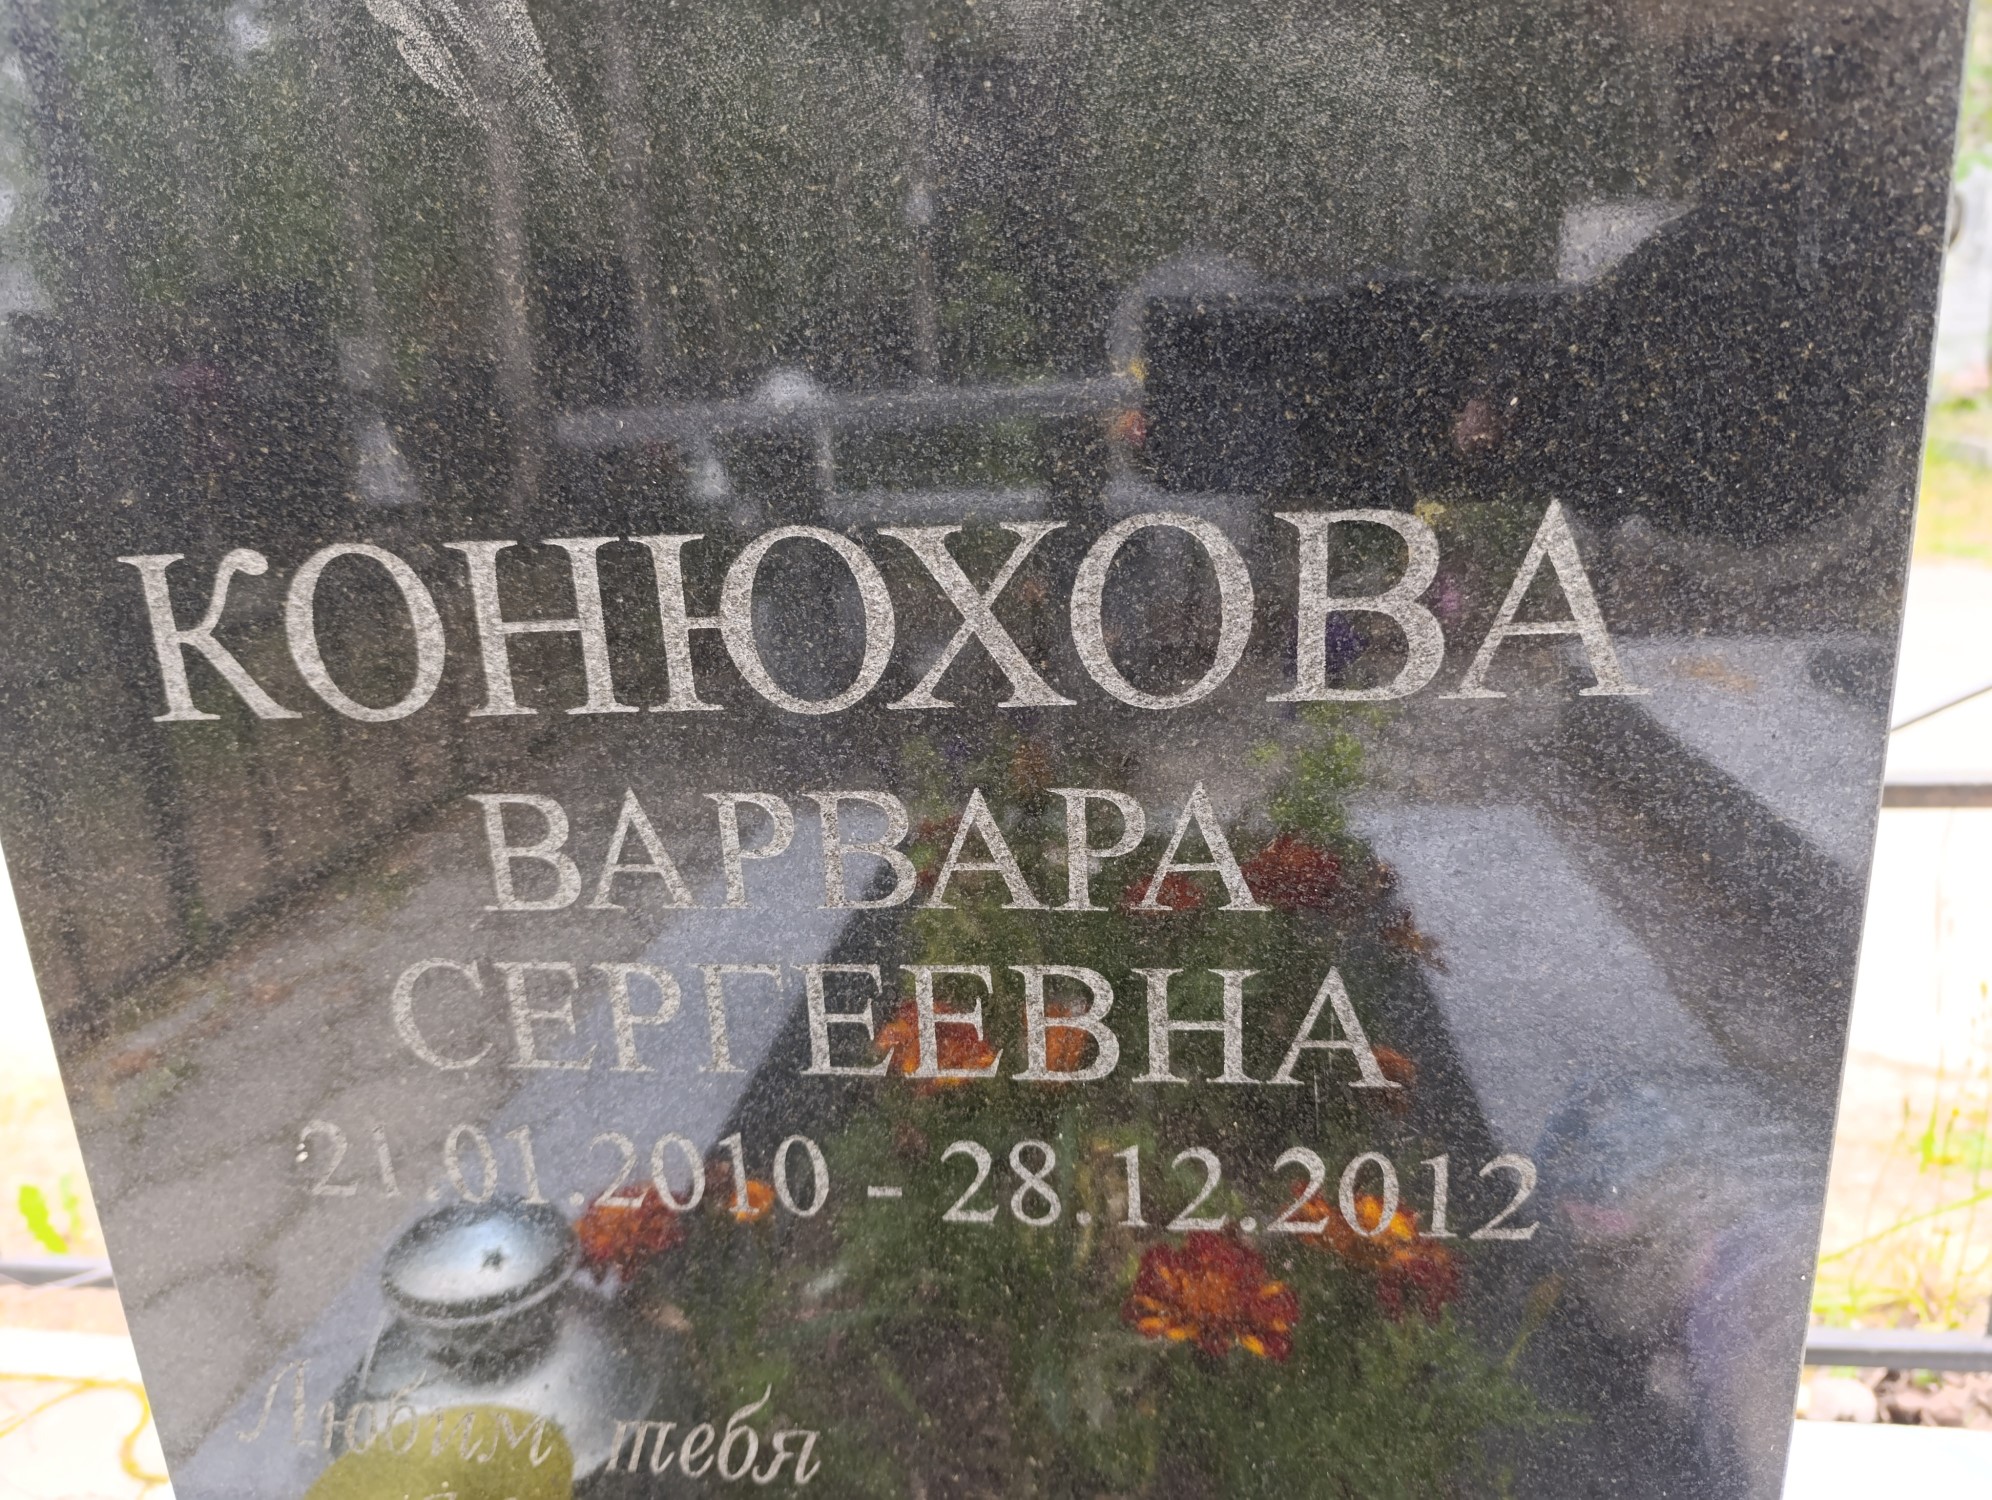 КОНЮХОВА
ВАРВАРА
СЕРГЕЕВНА
21.01.2010 - 28.12.2012
Любим тебя